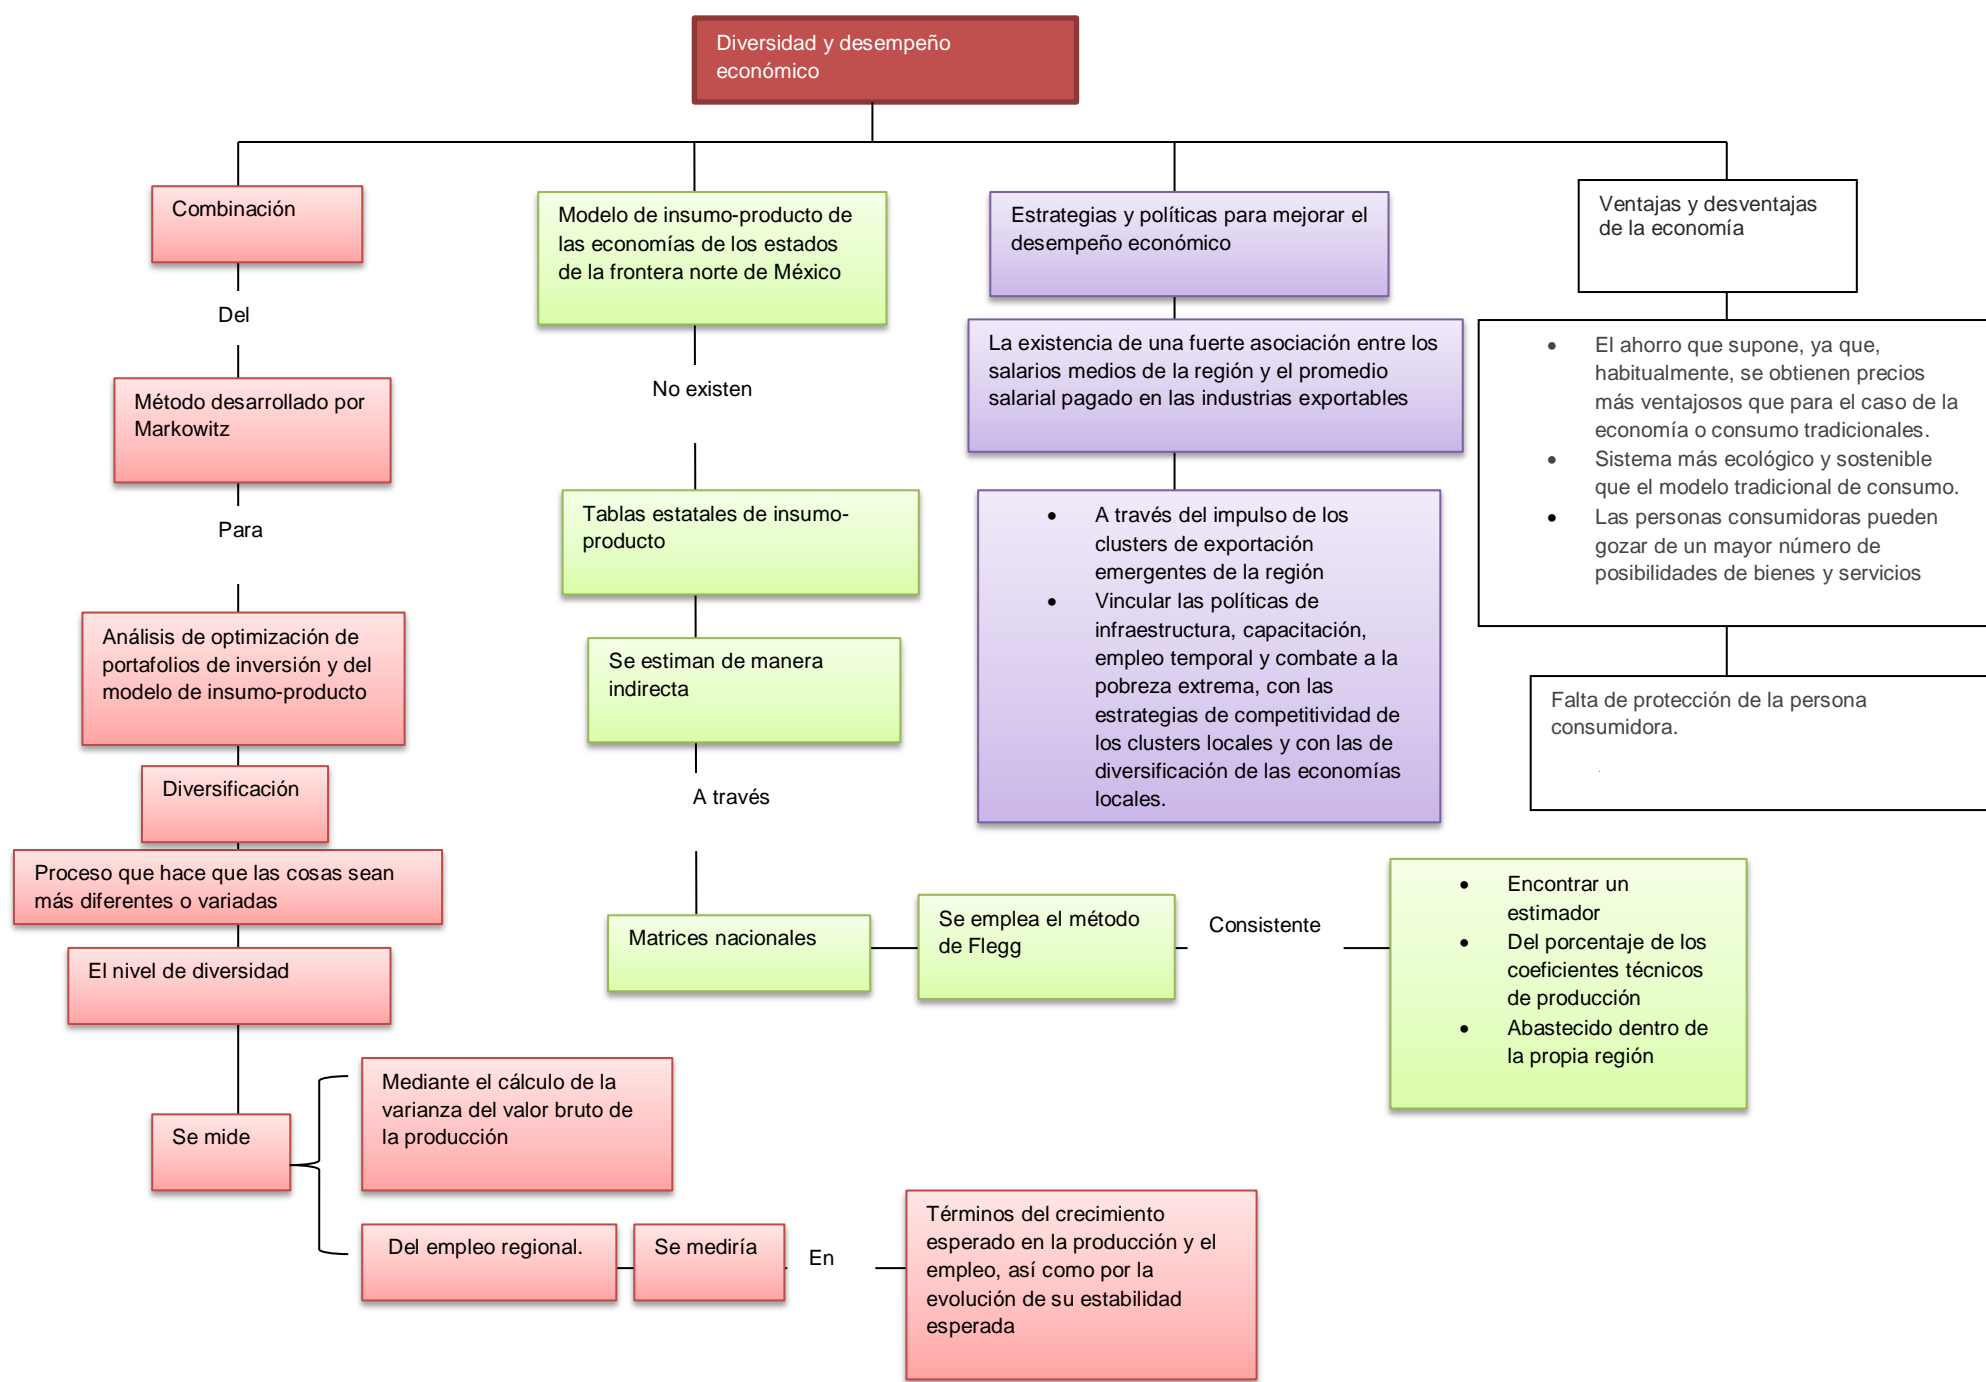 Diversidad y desempeño
económico
Combinación
Del
Método desarrollado por
Markowitz
Para
Análisis de optimización de
portafolios de inversión y del
modelo de insumo-producto
Diversificación
Proceso que hace que las cosas sean
más diferentes o variadas
El nivel de diversidad
Se mide
Mediante el cálculo de la
varianza del valor bruto de
la producción
Del empleo regional.
Se mediría
En
Términos del crecimiento
esperado en la producción y el
empleo, así como por la
evolución de su estabilidad
esperada
Modelo de insumo-producto de
las economías de los estados
de la frontera norte de México
No existen
Tablas estatales de insumo-
producto
Se estiman de manera
indirecta
A través
Matrices nacionales
Se emplea el método
de Flegg
Consistente
• Encontrar un
estimador
• Del porcentaje de los
coeficientes técnicos
de producción
• Abastecido dentro de
la propia región
Estrategias y políticas para mejorar el
desempeño económico
La existencia de una fuerte asociación entre los
salarios medios de la región y el promedio
salarial pagado en las industrias exportables
• A través del impulso de los
clusters de exportación
emergentes de la región
• Vincular las políticas de
infraestructura, capacitación,
empleo temporal y combate a la
pobreza extrema, con las
estrategias de competitividad de
los clusters locales y con las de
diversificación de las economías
locales.
Ventajas y desventajas
de la economía
• El ahorro que supone, ya que,
habitualmente, se obtienen precios
más ventajosos que para el caso de la
economía o consumo tradicionales.
• Sistema más ecológico y sostenible
que el modelo tradicional de consumo.
• Las personas consumidoras pueden
gozar de un mayor número de
posibilidades de bienes y servicios
Falta de protección de la persona
consumidora.
.